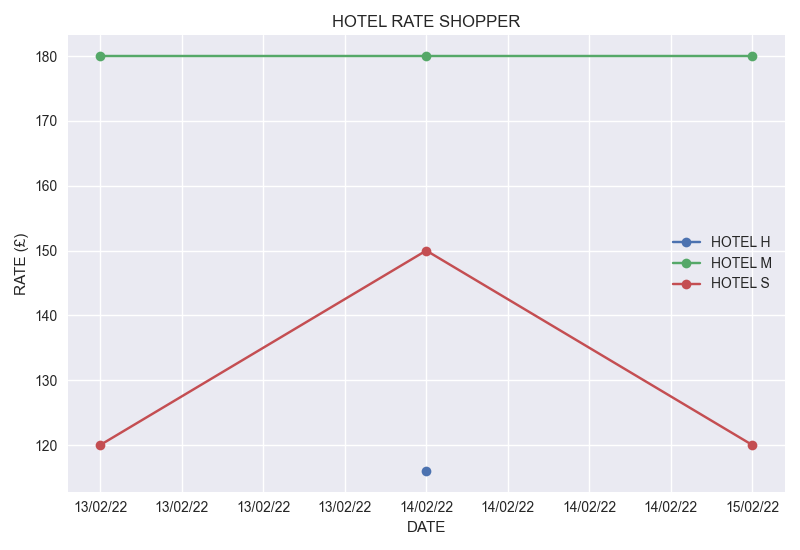 HOTEL RATE SHOPPER
RATE (£)
180
170
160
150
140
130
120
HOTEL H
HOTEL M
HOTEL S
13/02/22 13/02/22 13/02/22 13/02/22 14/02/22 14/02/22 14/02/22 14/02/22 15/02/22
DATE